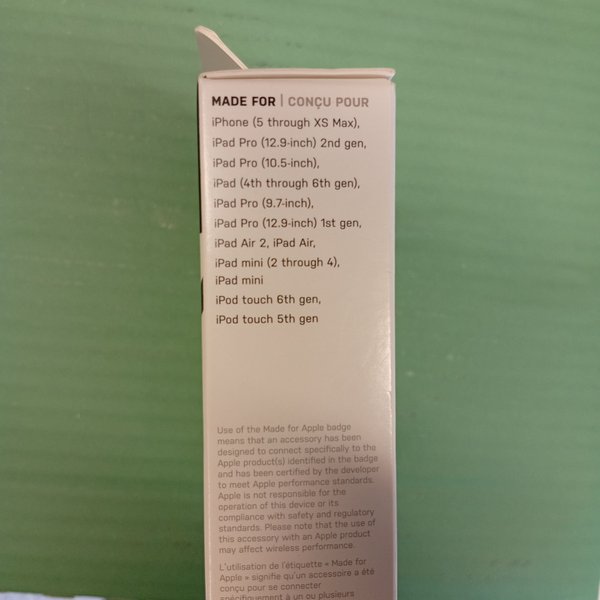 MADE FOR | CONÇU POUR
iPhone (5 through XS Max),
iPad Pro (12.9-inch) 2nd gen,
iPad Pro (10.5-inch),
iPad (4th through 6th gen),
iPad Pro (9.7-inch),
iPad Pro (12.9-inch) 1st gen,
iPad Air 2, iPad Air,
iPad mini (2 through 4),
iPad mini
iPod touch 6th gen,
iPod touch 5th gen
Use of the Made for Apple badge
means that an accessory has been
designed to connect specifically to the
Apple product(s) identified in the badge
and has been certified by the developer
to meet Apple performance standards.
Apple is not responsible for the
operation of this device or its
compliance with safety and regulatory
standards. Please note that the use of
this accessory with an Apple product
may affect wireless performance.
L'utilisation de l'étiquette « Made for
Apple » signifie qu'un accessoire a été
conçu pour se connecter
spécifiquement à un ou plusieurs